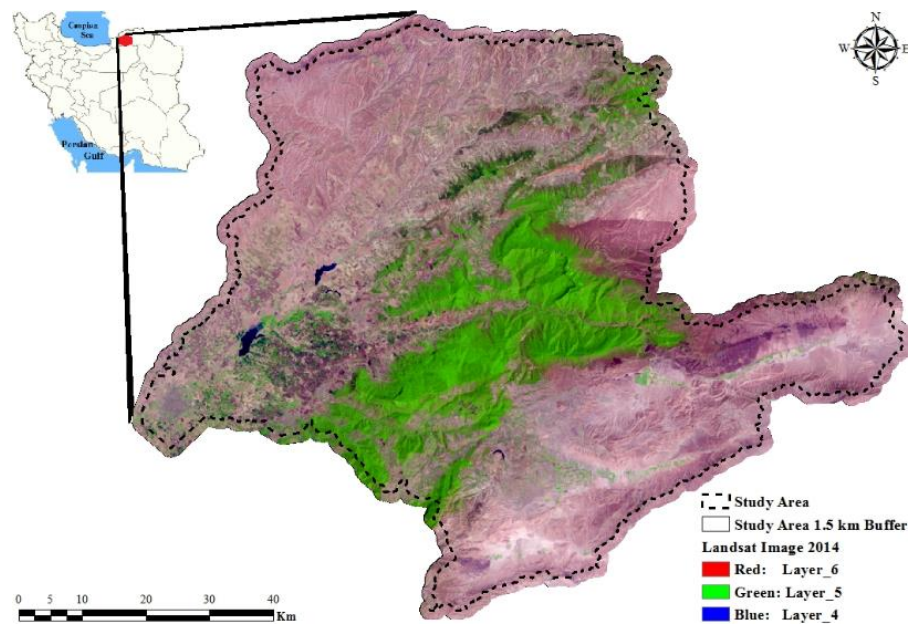 Caspian
Sea
Persian
Gulf
N
W
E
S
Study Area
Study Area 1.5 km Buffer
Landsat Image 2014
Red: Layer_6
Green: Layer_5
Blue: Layer_4
0 5 10 20 30 40
Km